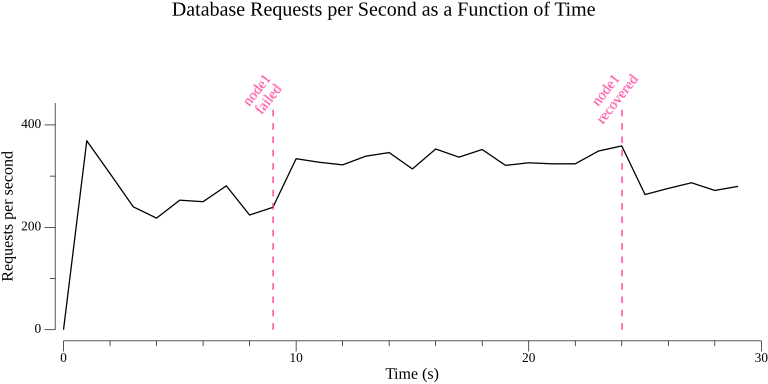 Database Requests per Second as a Function of Time
node1
failed
node1
recovered
Requests per second
400
200
0
0
10
20
30
Time (s)